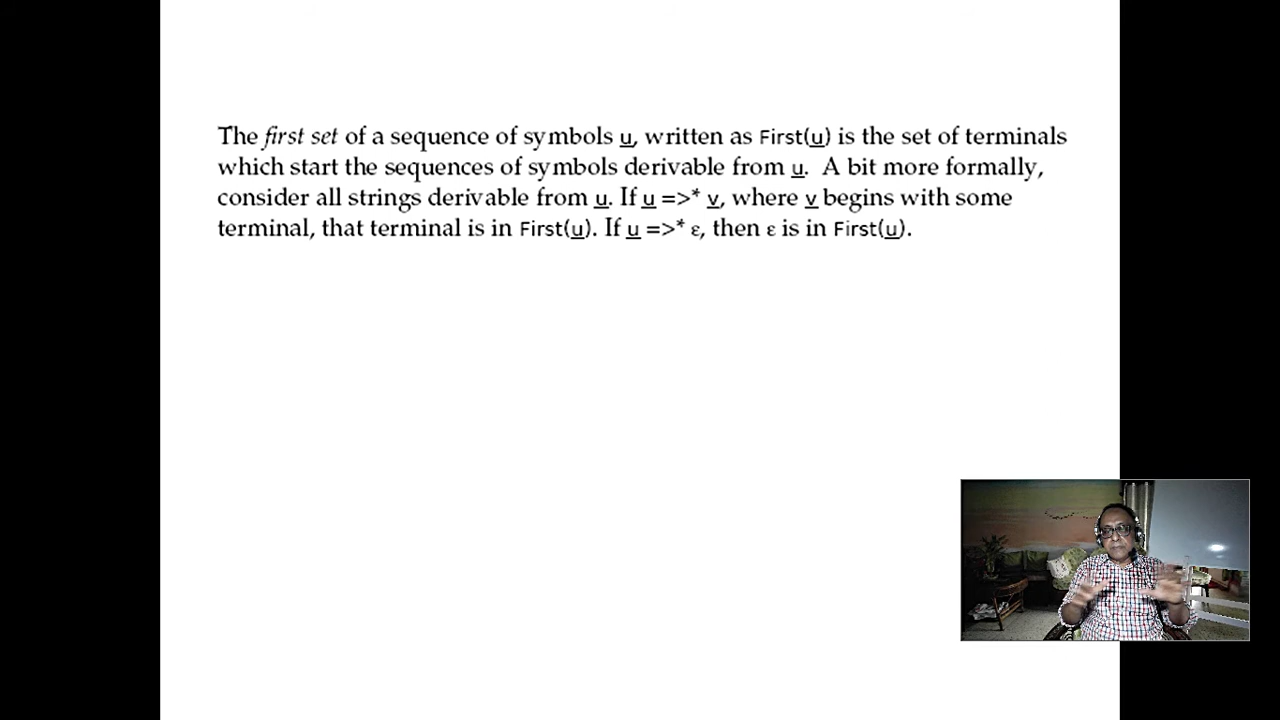 The first set of a sequence of symbols u, written as First(u) is the set of terminals
which start the sequences of symbols derivable from u. A bit more formally,
consider all strings derivable from u. If u =>* v, where v begins with some
terminal, that terminal is in First(u). If u =>* ε, then ε is in First(u).